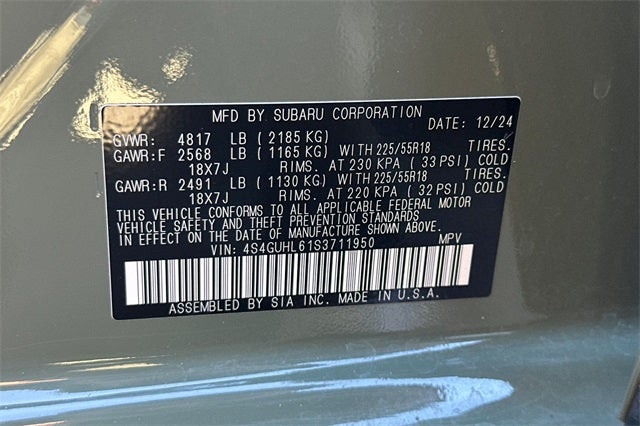 MFD BY SUBARU CORPORATION
DATE: 12/24
GVWR: 4817 LB ( 2185 KG)
GAWR:F 2568 LB ( 1165 KG) WITH 225/55R18 TIRES.
18X7J RIMS. AT 230 KPA ( 33 PSI) COLD
GAWR:R 2491 LB ( 1130 KG) WITH 225/55R18 TIRES.
18X7J RIMS. AT 220 KPA ( 32 PSI) COLD
THIS VEHICLE CONFORMS TO ALL APPLICABLE FEDERAL MOTOR
VEHICLE SAFETY AND THEFT PREVENTION STANDARDS
IN EFFECT ON THE DATE OF MANUFACTURE SHOWN ABOVE.
VIN: 4S4GUHL61S3711950 MPV
ASSEMBLED BY SIA INC. MADE IN U.S.A.